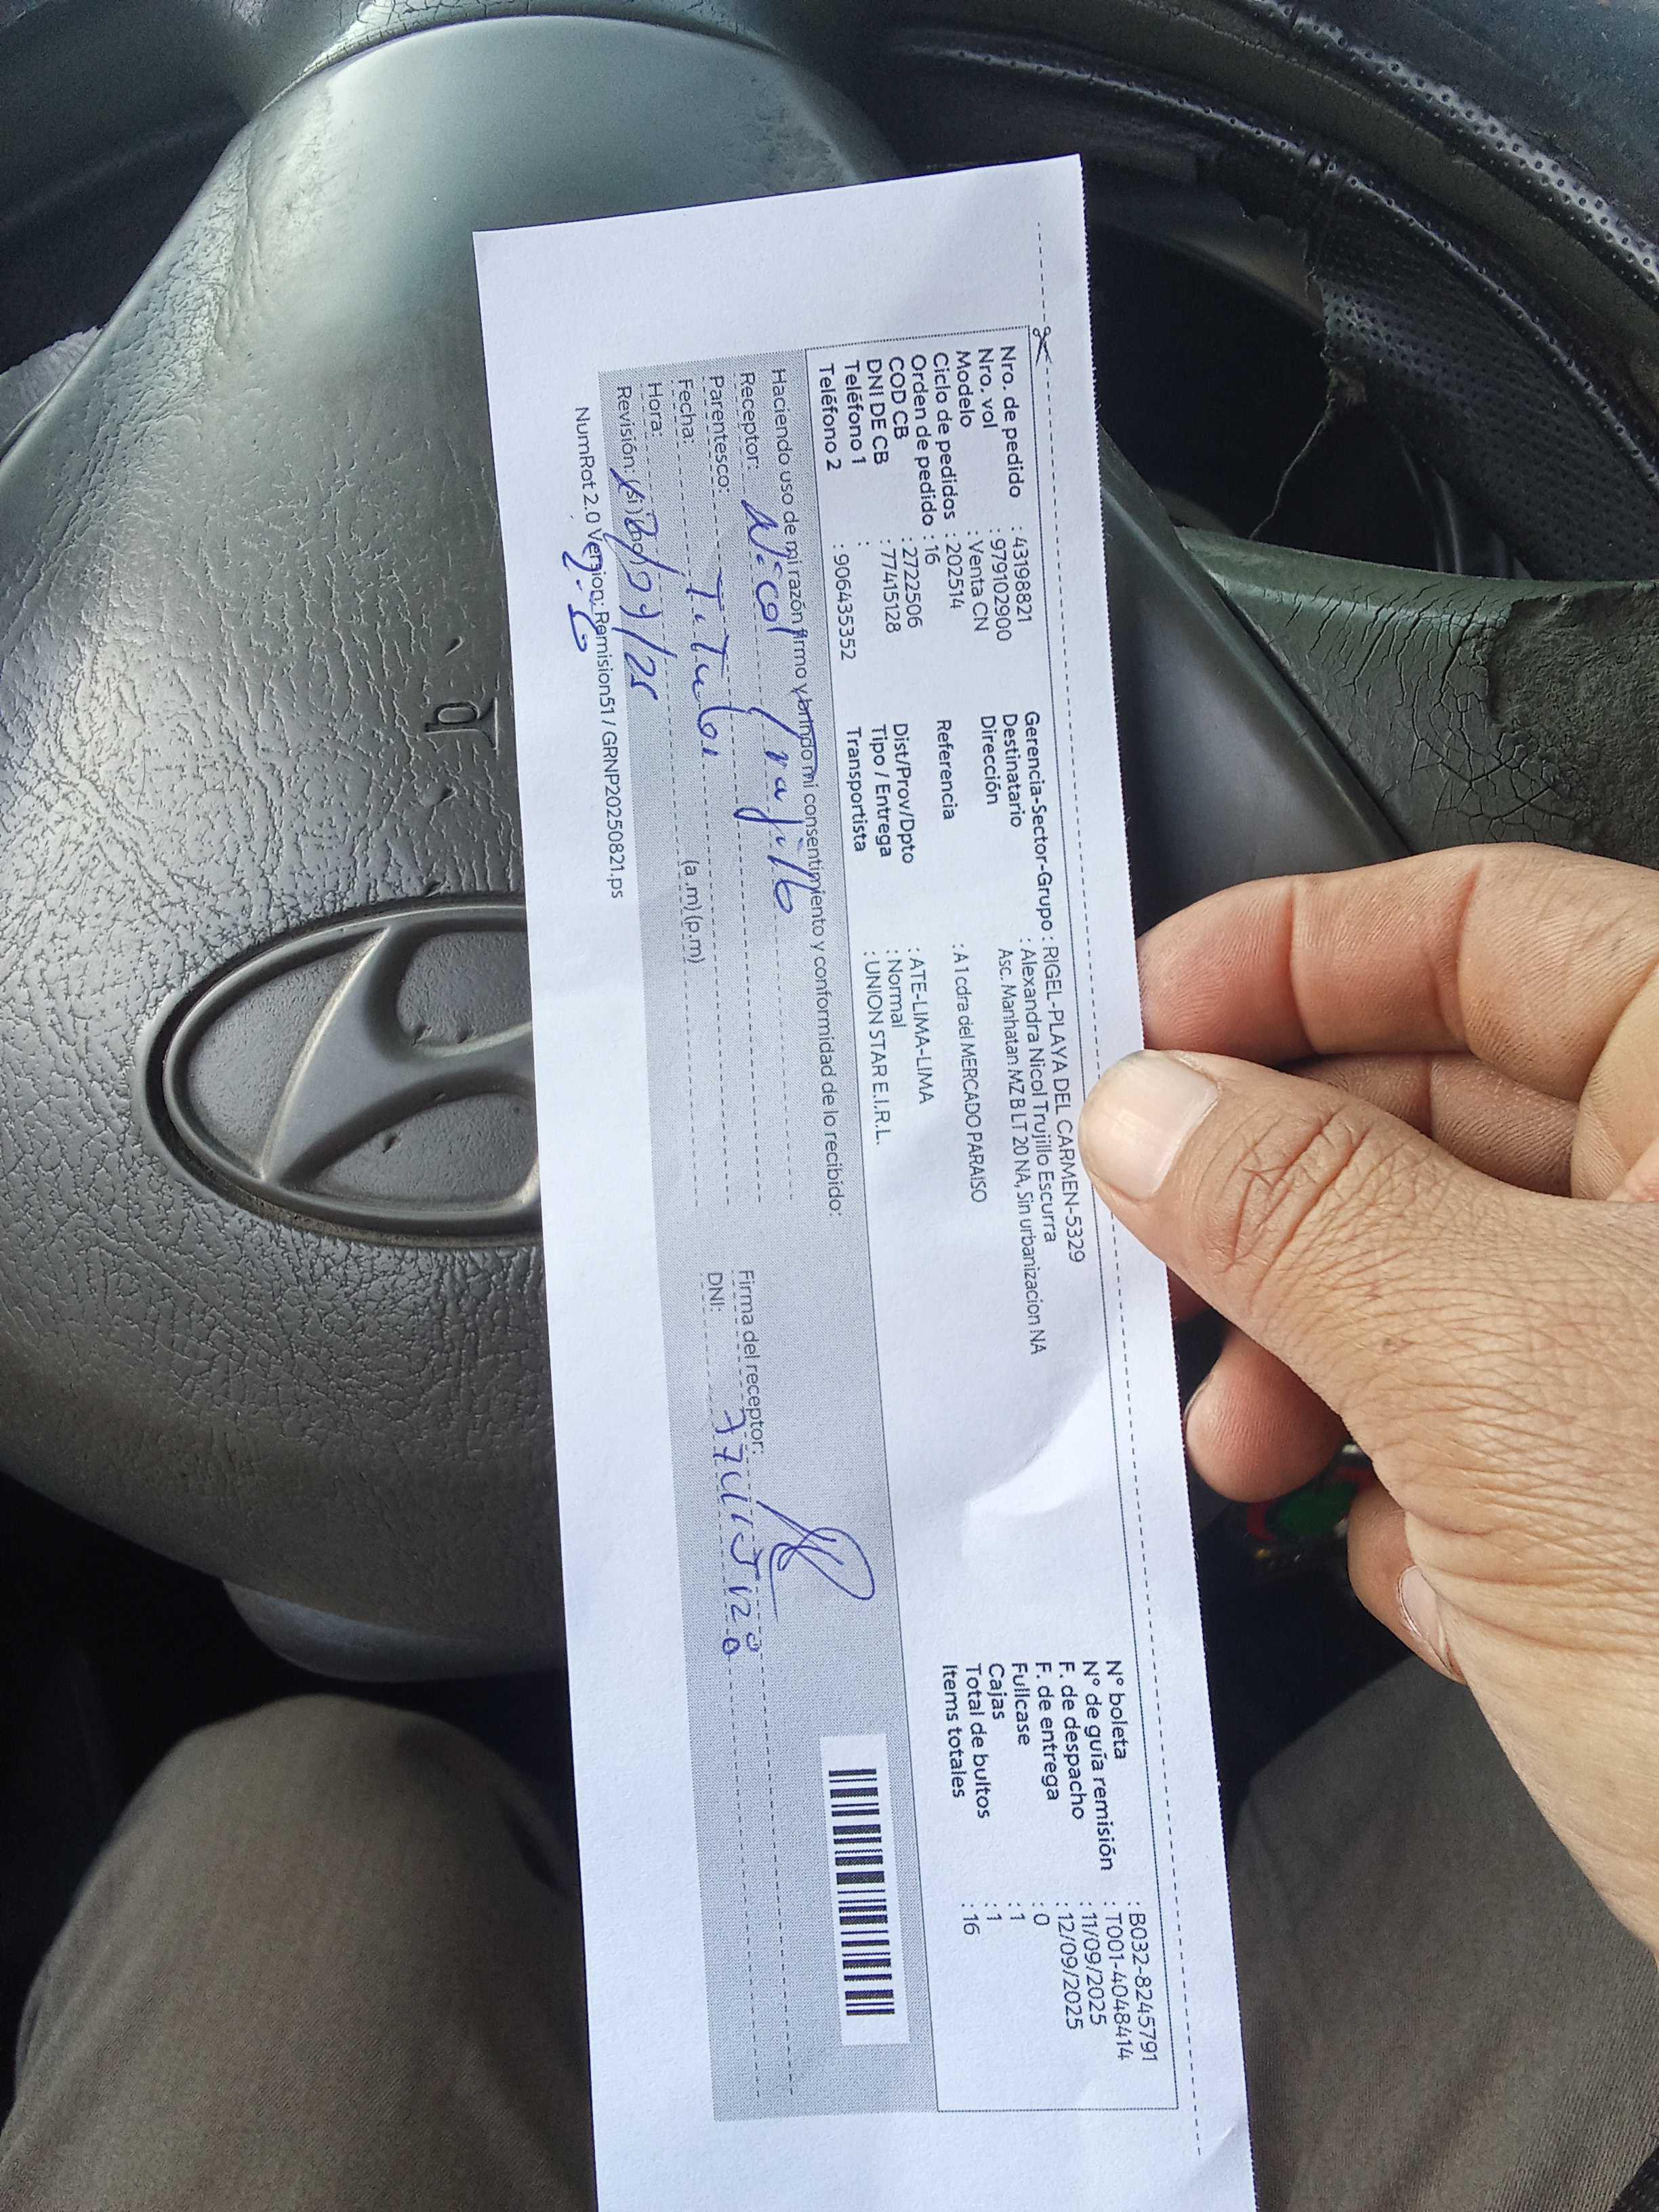 Nro. de pedido : 43198821
Nro. vol : 979102900
Modelo : Venta CN
Ciclo de pedidos : 202514
Orden de pedido : 16
COD CB : 2722506
DNI DE CB : 77415128
Teléfono 1 :
Teléfono 2 : 906435352
Gerencia-Sector-Grupo : RIGEL-PLAYA DEL CARMEN-5329
Destinatario : Alexandra Nicol Trujillo Escurra
Dirección Asc. Manhatan MZ B LT 20 NA, Sin urbanizacion NA
Referencia : A 1 cdra del MERCADO PARAISO
Dist/Prov/Dpto : ATE-LIMA-LIMA
Tipo / Entrega : Normal
Transportista : UNION STAR E.I.R.L.
N° boleta : B032-8245791
N° de guía remisión : T001-4048414
F. de despacho : 11/09/2025
F. de entrega : 12/09/2025
Fullcase : 0
Cajas : 1
Total de bultos : 1
Items totales : 16
Haciendo uso de mi razón firmo y brindo mi consentimiento y conformidad de lo recibido:
Receptor: Nicol Trujillo
Parentesco: Titular
Fecha:
Hora: (a.m) (p.m)
Revisión: (si)
Firma del receptor:
DNI:
NumRot 2.0 Version: Remision51 / GRNP20250821.ps